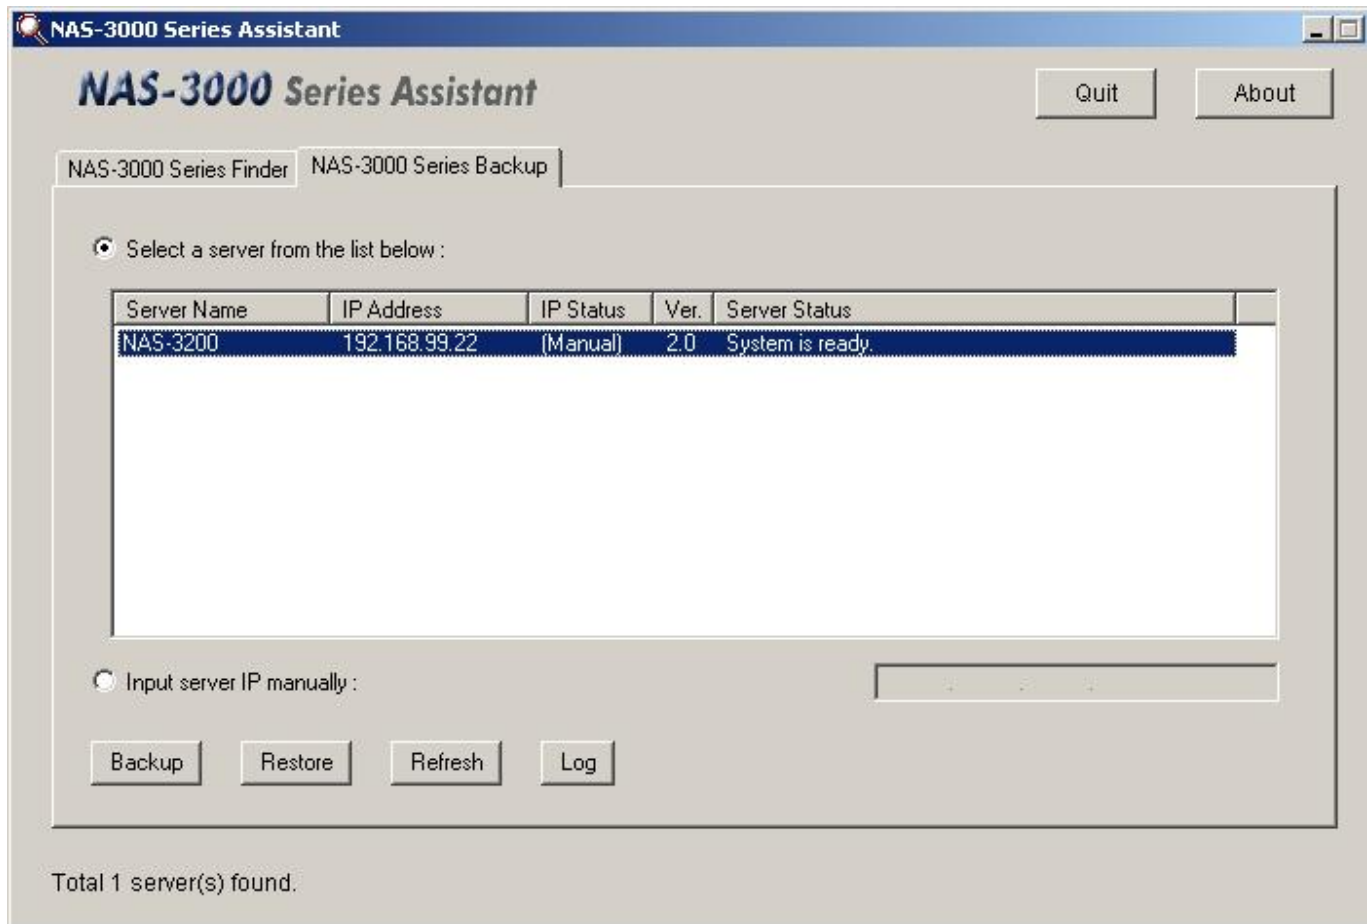 NAS-3000 Series Assistant
NAS-3000 Series Assistant
Quit About
NAS-3000 Series Finder NAS-3000 Series Backup
Select a server from the list below :
Server Name IP Address IP Status Ver. Server Status
NAS-3200 192.168.99.22 (Manual) 2.0 System is ready.
Input server IP manually : . . .
Backup Restore Refresh Log
Total 1 server(s) found.